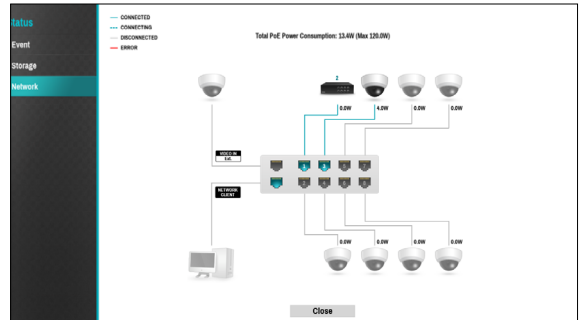 tatus
Event
Storage
Network
CONNECTED
CONNECTING
DISCONNECTED
ERROR
Total PoE Power Consumption: 13.4W (Max 120.0W)
2
0.0W
4.0W
0.0W
0.0W
VIDEO IN
Ext.
NETWORK
CLIENT
0.0W
0.0W
0.0W
0.0W
Close